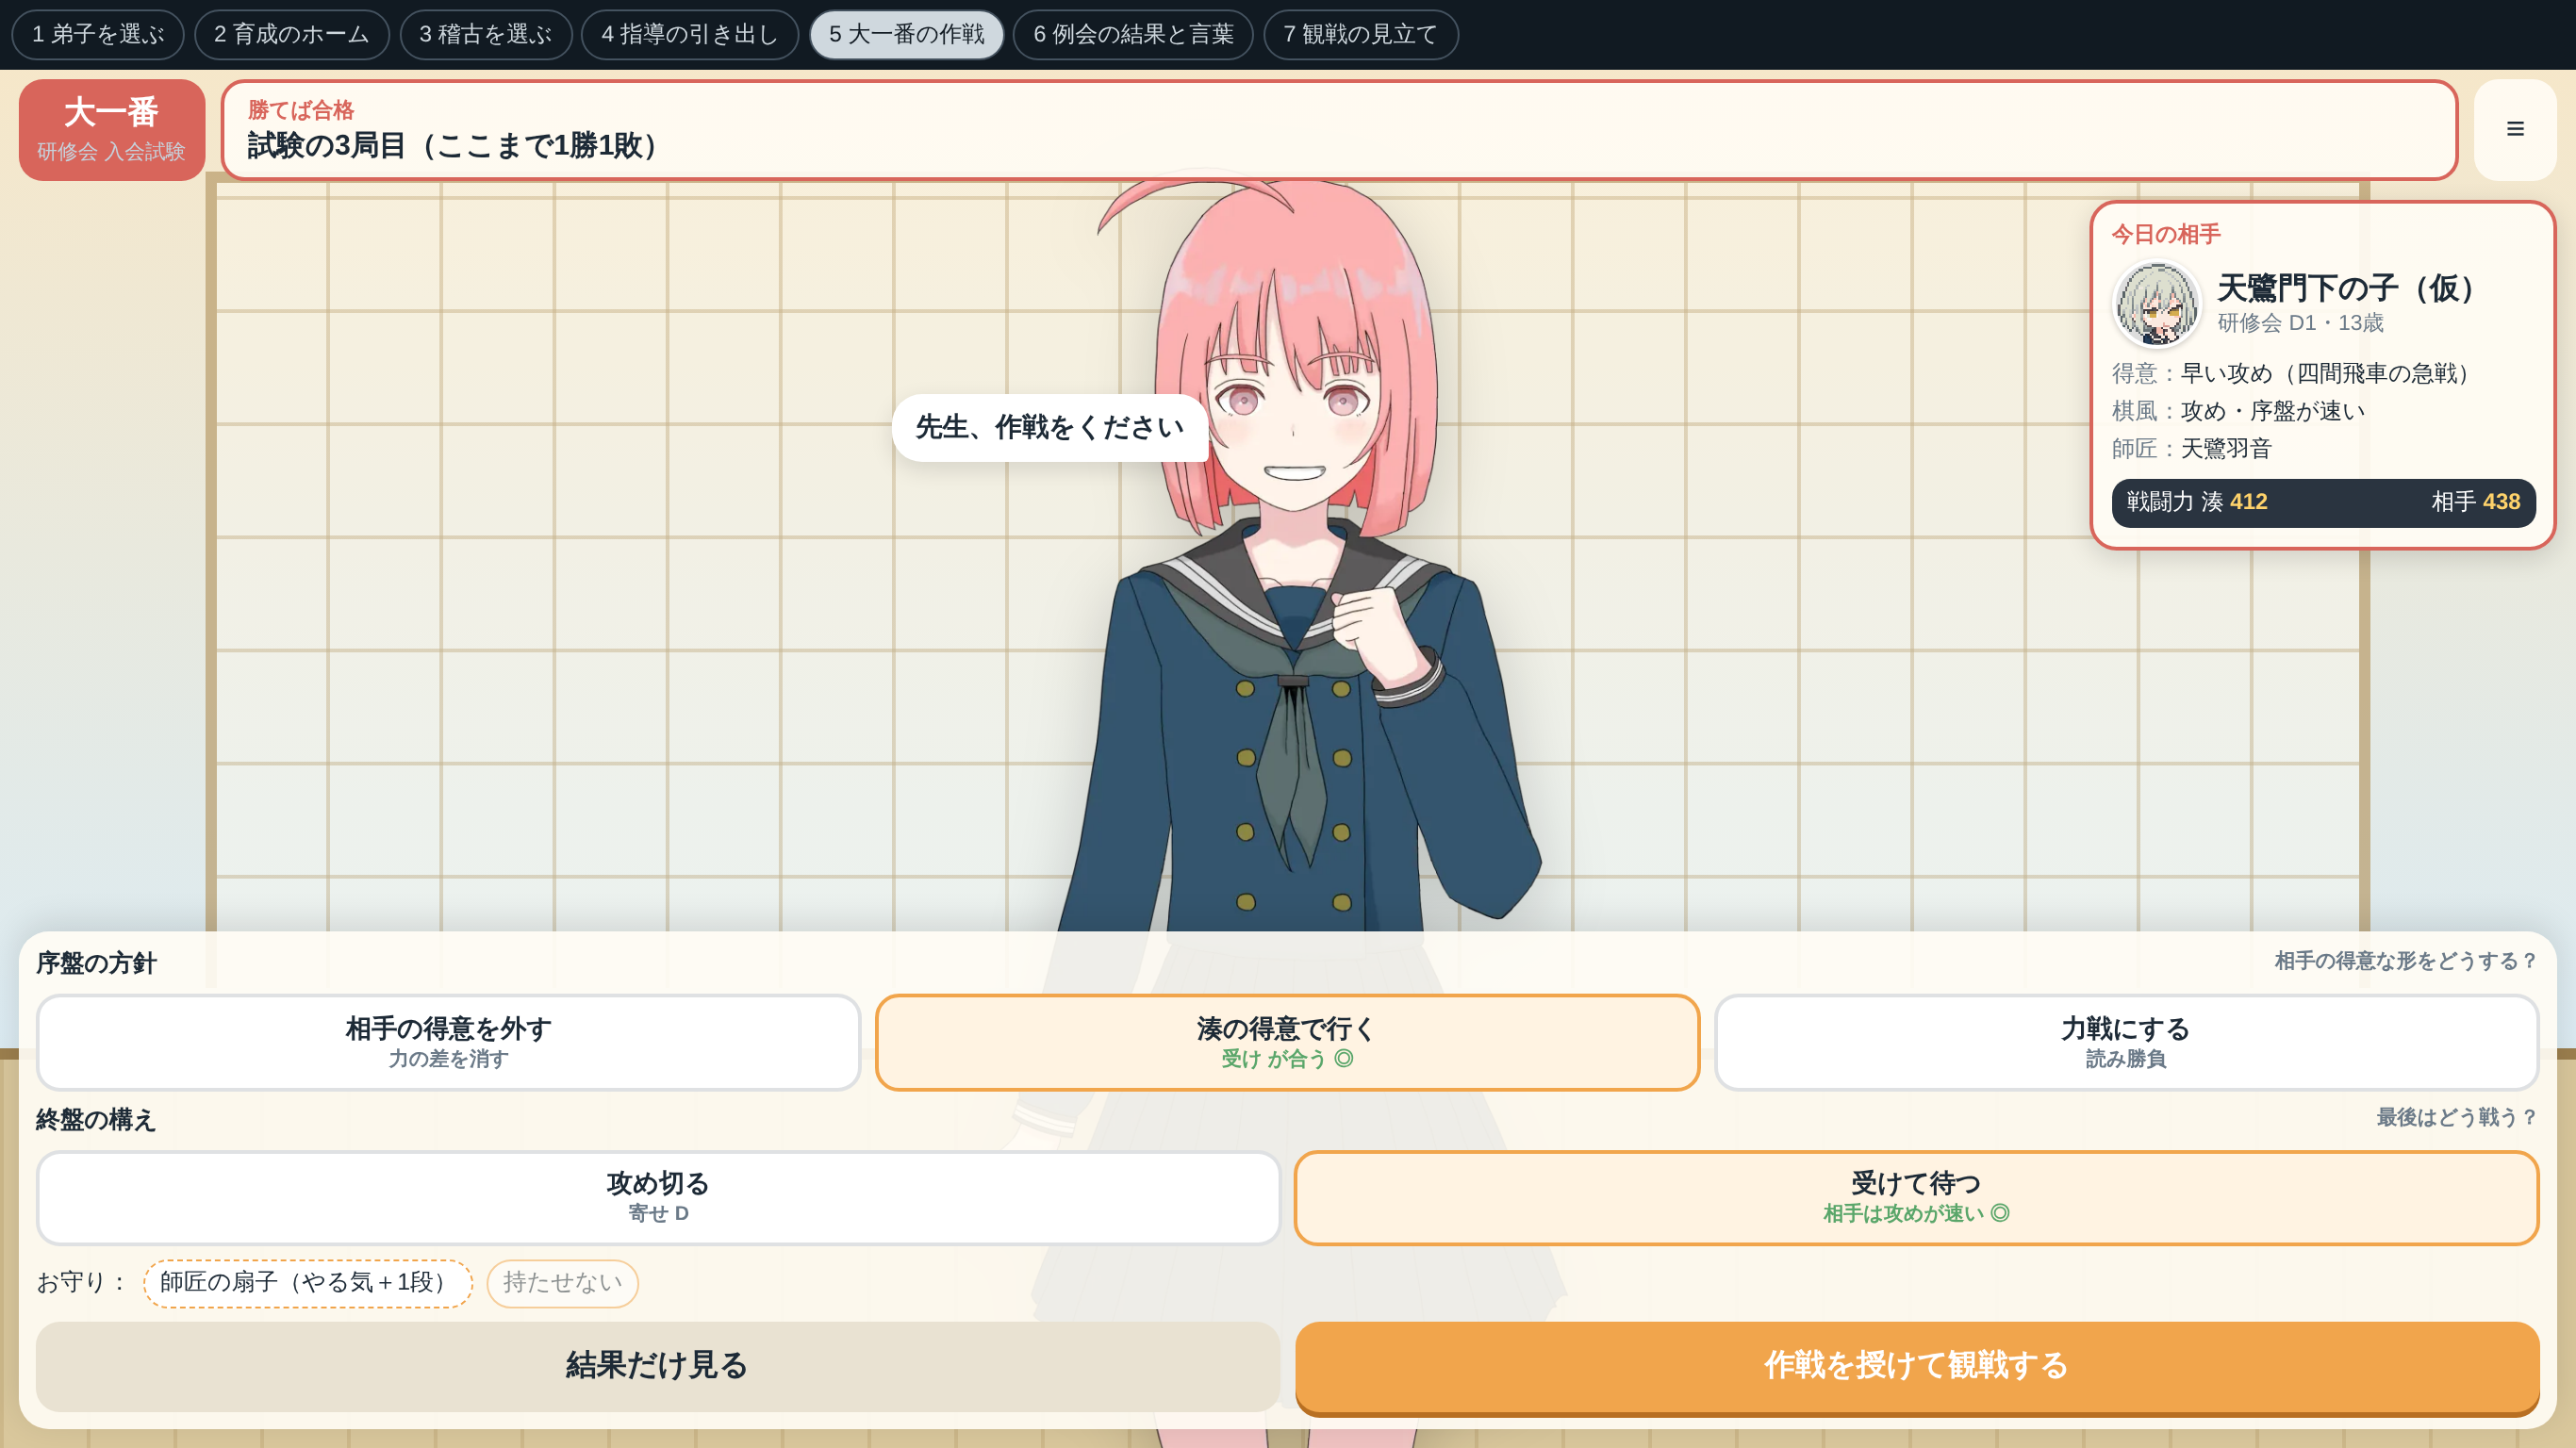 1 弟子を選ぶ
2 育成のホーム
3 稽古を選ぶ
4 指導の引き出し
5 大一番の作戦
6 例会の結果と言葉
7 観戦の見立て
大一番
研修会 入会試験
勝てば合格
試験の3局目（ここまで1勝1敗）
≡
今日の相手
天鷺門下の子（仮）
研修会 D1・13歳
得意：早い攻め（四間飛車の急戦）
棋風：攻め・序盤が速い
師匠：天鷺羽音
戦闘力 湊 412
相手 438
先生、作戦をください
序盤の方針
相手の得意な形をどうする？
相手の得意を外す
力の差を消す
湊の得意で行く
受け が合う ◎
力戦にする
読み勝負
終盤の構え
最後はどう戦う？
攻め切る
寄せ D
受けて待つ
相手は攻めが速い ◎
お守り：
師匠の扇子（やる気＋1段）
持たせない
結果だけ見る
作戦を授けて観戦する